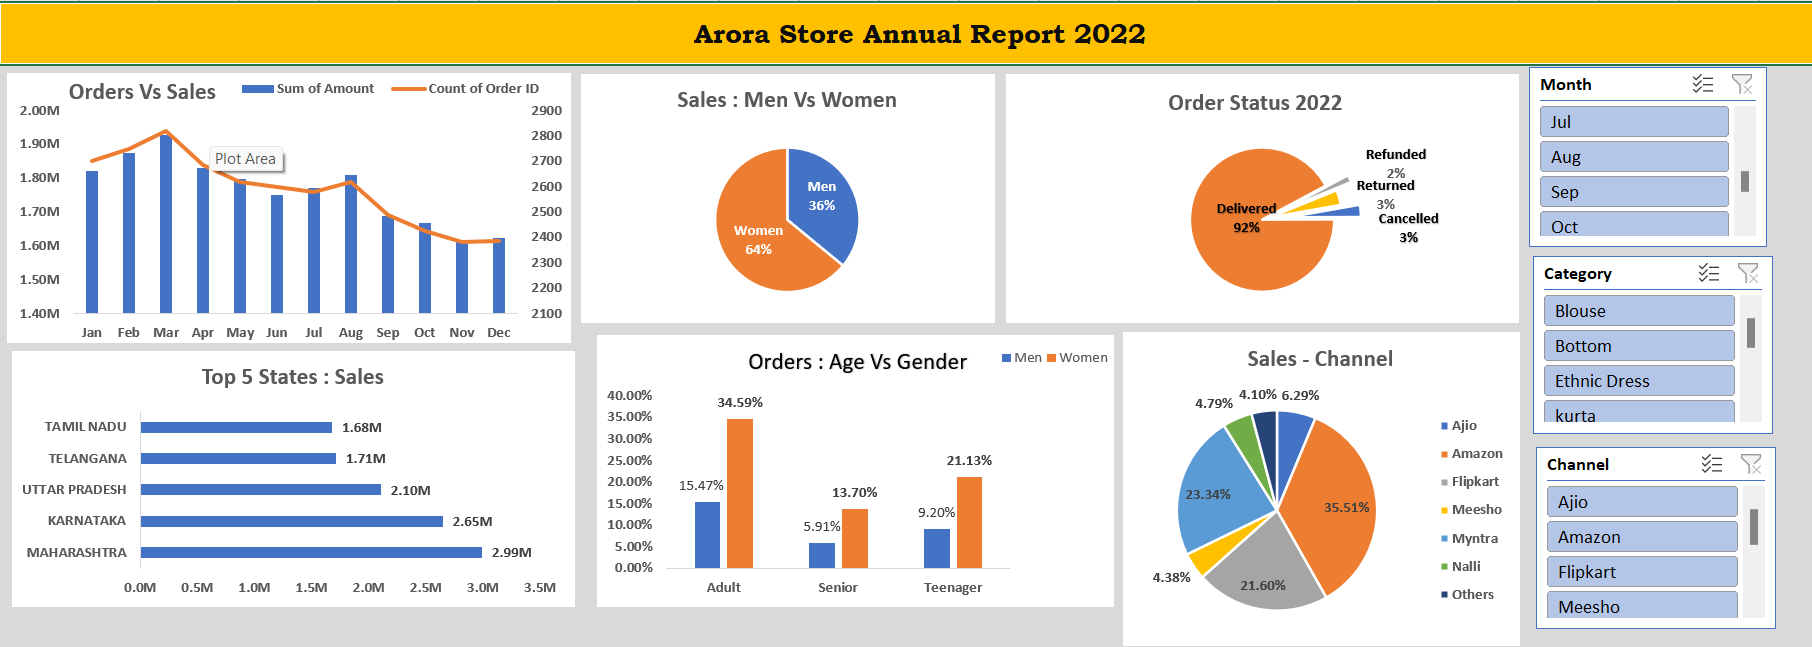 Arora Store Annual Report 2022
Orders Vs Sales
Sum of Amount
Count of Order ID
2.00M
1.90M
1.80M
1.70M
1.60M
1.50M
1.40M
2900
2800
2700
2600
2500
2400
2300
2200
2100
Plot Area
Jan Feb Mar Apr May Jun Jul Aug Sep Oct Nov Dec
Sales : Men Vs Women
Men
36%
Women
64%
Order Status 2022
Refunded
2%
Returned
3%
Cancelled
3%
Delivered
92%
Month
Jul
Aug
Sep
Oct
Category
Blouse
Bottom
Ethnic Dress
kurta
Channel
Ajio
Amazon
Flipkart
Meesho
Top 5 States : Sales
TAMIL NADU 1.68M
TELANGANA 1.71M
UTTAR PRADESH 2.10M
KARNATAKA 2.65M
MAHARASHTRA 2.99M
0.0M 0.5M 1.0M 1.5M 2.0M 2.5M 3.0M 3.5M
Orders : Age Vs Gender
Men Women
40.00%
35.00%
30.00%
25.00%
20.00%
15.00%
10.00%
5.00%
0.00%
15.47%
34.59%
5.91%
13.70%
9.20%
21.13%
Adult Senior Teenager
Sales - Channel
4.79% 4.10% 6.29%
23.34%
35.51%
4.38%
21.60%
Ajio
Amazon
Flipkart
Meesho
Myntra
Nalli
Others